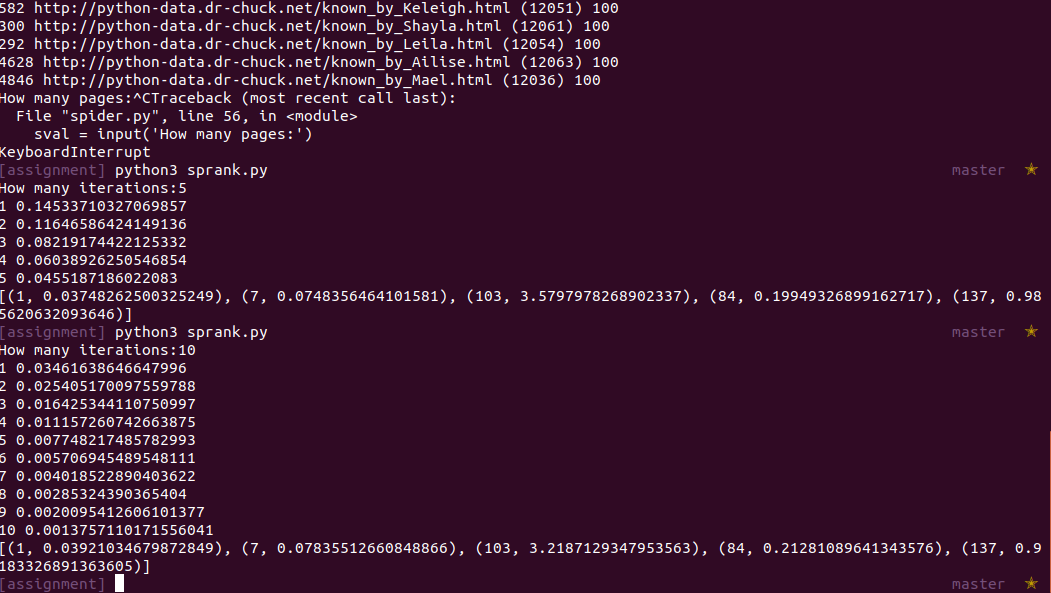 582 http://python-data.dr-chuck.net/known_by_Keleigh.html (12051) 100
300 http://python-data.dr-chuck.net/known_by_Shayla.html (12061) 100
292 http://python-data.dr-chuck.net/known_by_Leila.html (12054) 100
4628 http://python-data.dr-chuck.net/known_by_Ailise.html (12063) 100
4846 http://python-data.dr-chuck.net/known_by_Mael.html (12036) 100
How many pages:^CTraceback (most recent call last):
  File "spider.py", line 56, in <module>
    sval = input('How many pages:')
KeyboardInterrupt
[assignment] python3 sprank.py master ★
How many iterations:5
1 0.14533710327069857
2 0.11646586424149136
3 0.08219174422125332
4 0.06038926250546854
5 0.0455187186022083
[(1, 0.03748262500325249), (7, 0.0748356464101581), (103, 3.5797978268902337), (84, 0.19949326899162717), (137, 0.98
5620632093646)]
[assignment] python3 sprank.py master ★
How many iterations:10
1 0.03461638646647996
2 0.025405170097559788
3 0.016425344110750997
4 0.011157260742663875
5 0.007748217485782993
6 0.005706945489548111
7 0.004018522890403622
8 0.00285324390365404
9 0.0020095412606101377
10 0.0013757110171556041
[(1, 0.03921034679872849), (7, 0.07835512660848866), (103, 3.2187129347953563), (84, 0.21281089641343576), (137, 0.9
183326891363605)]
[assignment] master ★